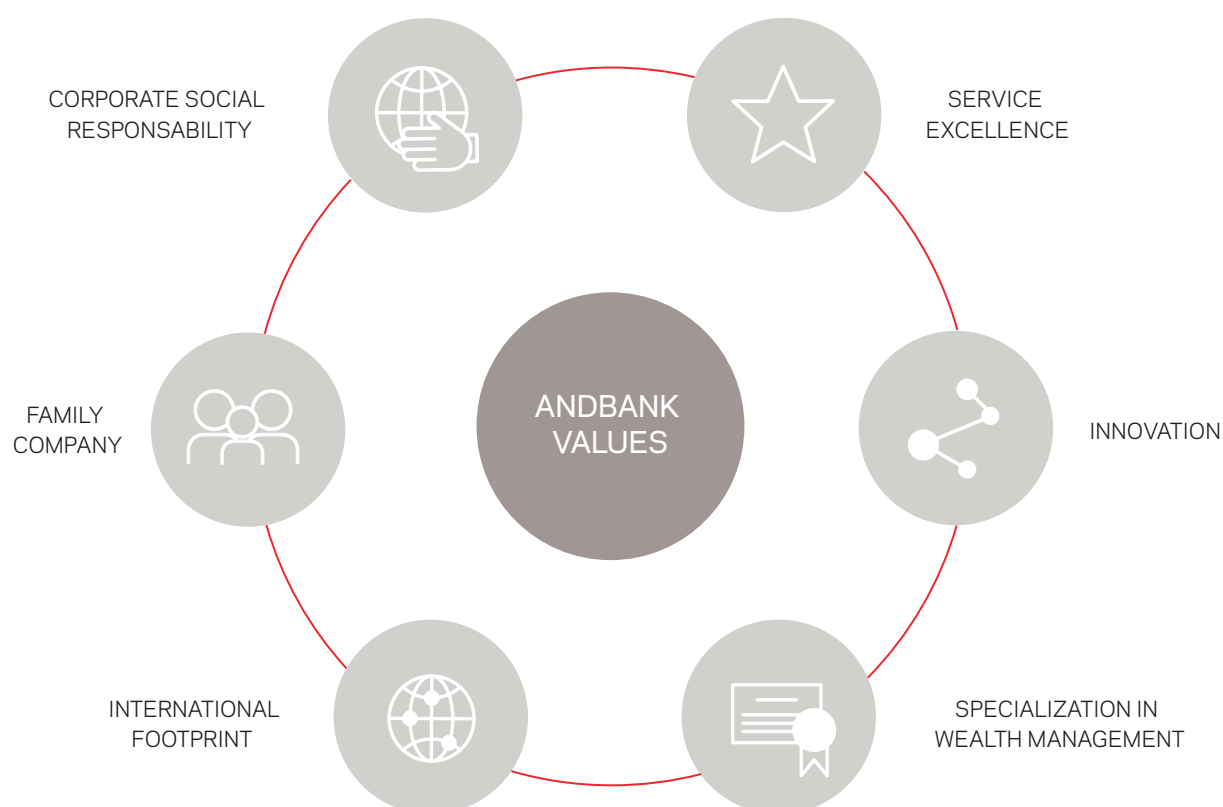 CORPORATE SOCIAL
RESPONSABILITY
SERVICE
EXCELLENCE
FAMILY
COMPANY
ANDBANK
VALUES
INNOVATION
INTERNATIONAL
FOOTPRINT
SPECIALIZATION IN
WEALTH MANAGEMENT